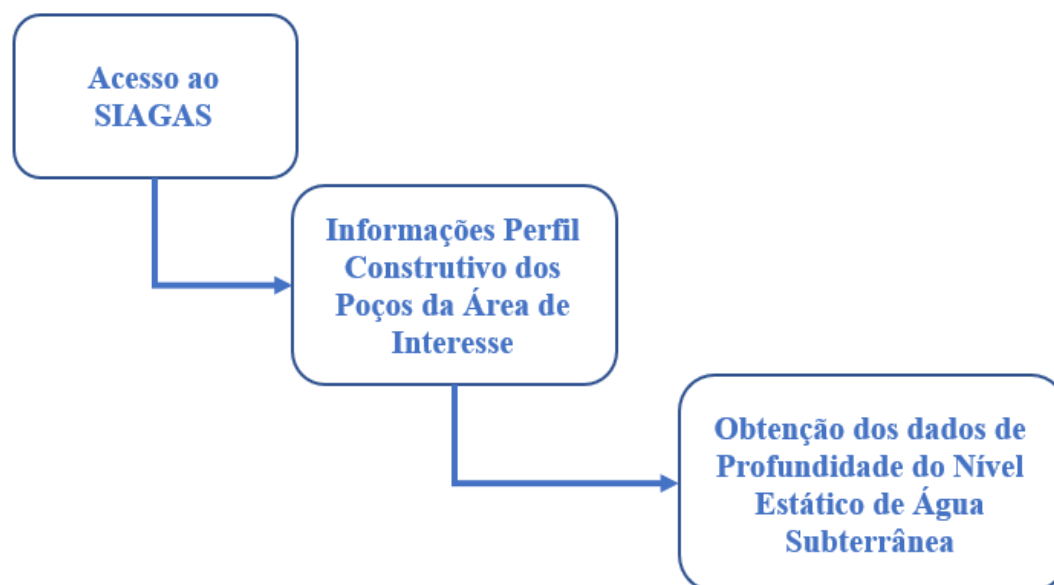 Acesso ao
SIAGAS
Informações Perfil
Construtivo dos
Poços da Área de
Interesse
Obtenção dos dados de
Profundidade do Nível
Estático de Água
Subterrânea